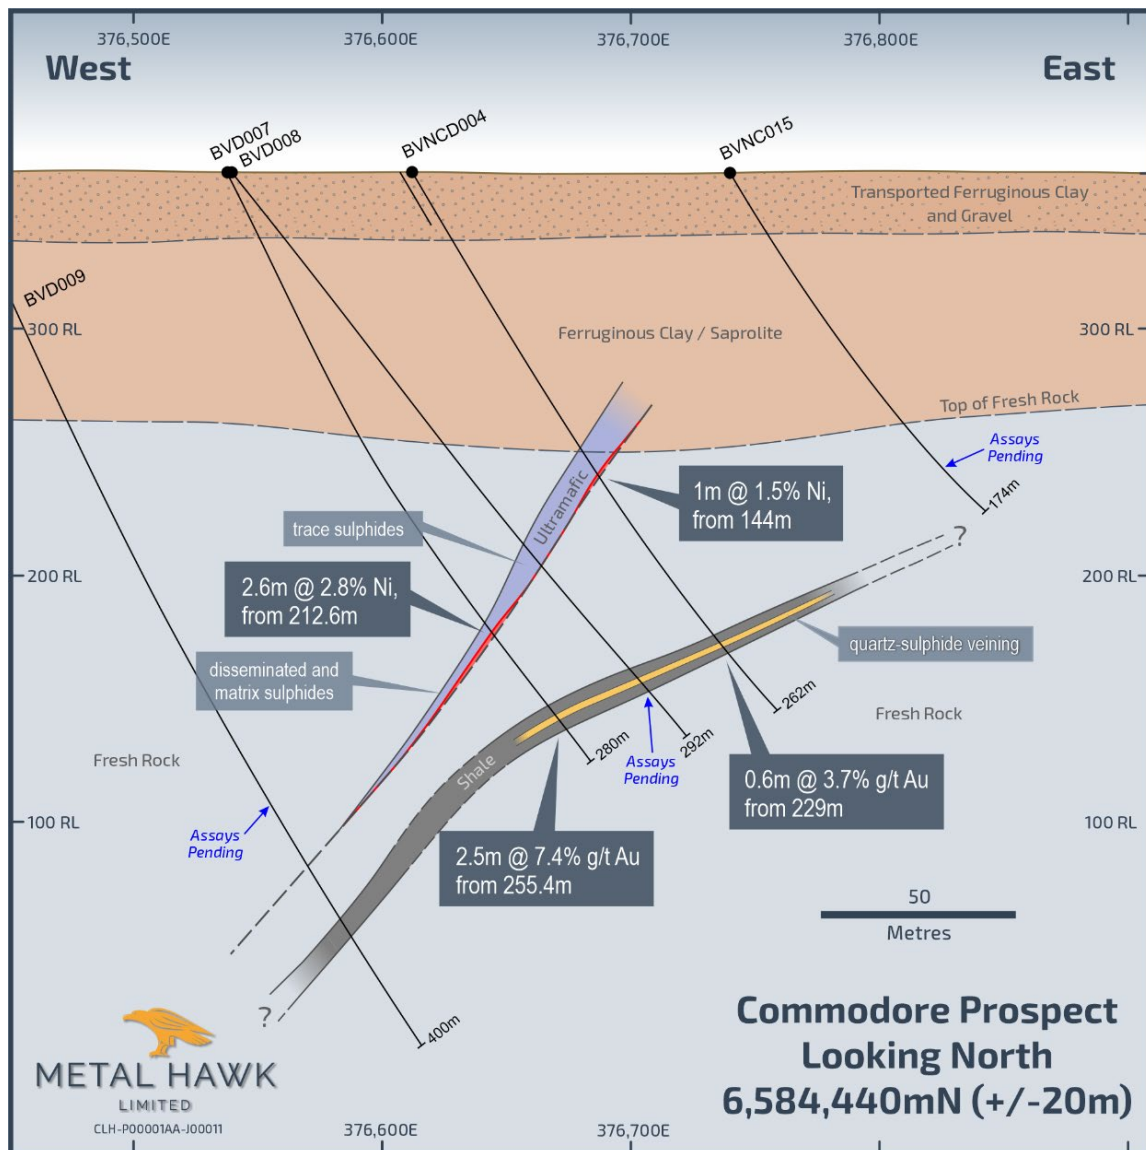 376,500E
376,600E
376,700E
376,800E
West
East
BVD007
BVD008
BVNCD004
BVNC015
Transported Ferruginous Clay
and Gravel
BVD009
300 RL
300 RL
Ferruginous Clay / Saprolite
Top of Fresh Rock
Assays
Pending
174m
1m @ 1.5% Ni,
from 144m
Ultramafic
trace sulphides
2.6m @ 2.8% Ni,
from 212.6m
200 RL
200 RL
?
quartz-sulphide veining
disseminated and
matrix sulphides
262m
Fresh Rock
280m
292m
Assays
Pending
Fresh Rock
Shale
0.6m @ 3.7% g/t Au
from 229m
100 RL
100 RL
Assays
Pending
2.5m @ 7.4% g/t Au
from 255.4m
50
Metres
?
400m
METAL HAWK
LIMITED
CLH-P00001AA-J00011
Commodore Prospect
Looking North
6,584,440mN (+/-20m)
376,600E
376,700E